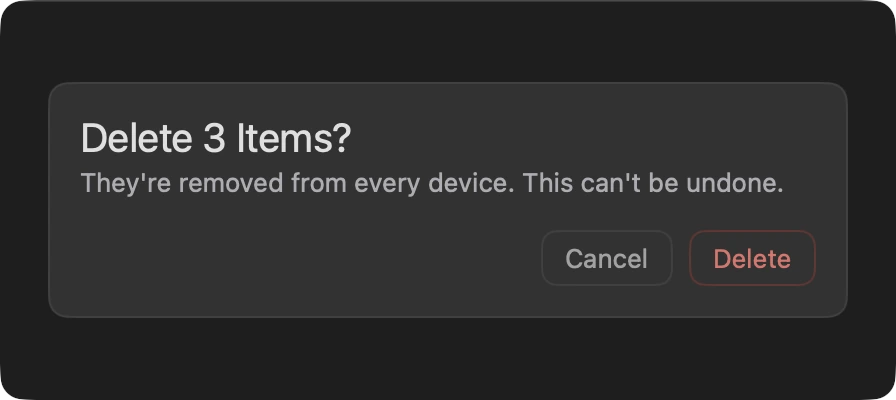 Delete 3 Items?
They're removed from every device. This can't be undone.
Cancel Delete